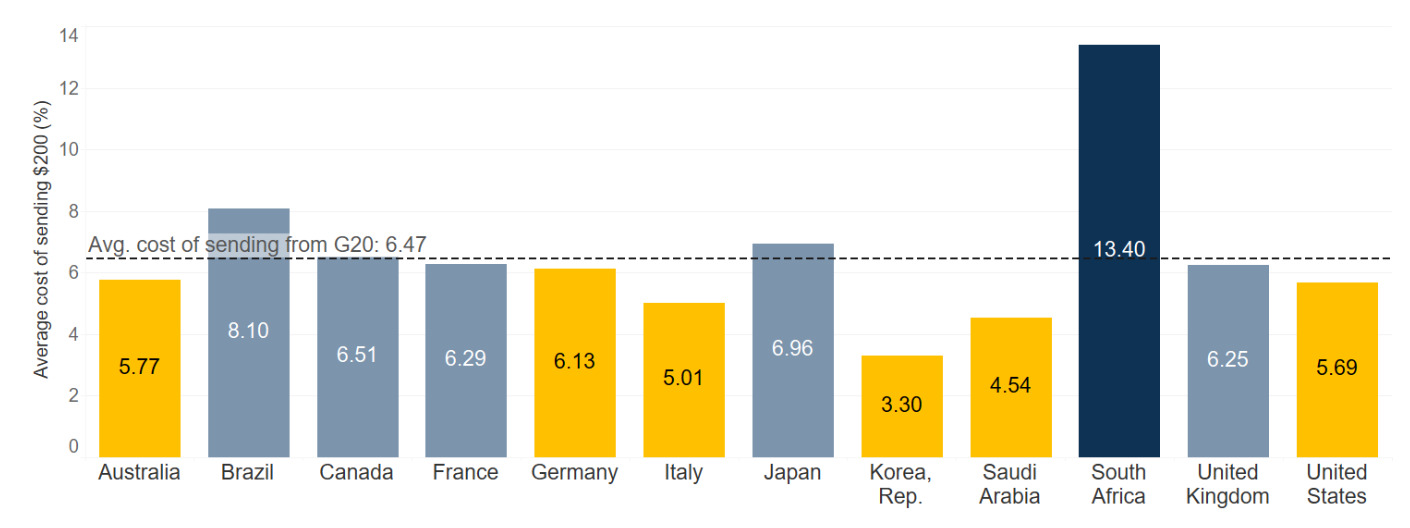 Average cost of sending $200 (%)
14
12
10
8
6
4
2
0
Avg. cost of sending from G20: 6.47
5.77
8.10
6.51
6.29
6.13
5.01
6.96
3.30
4.54
13.40
6.25
5.69
Australia
Brazil
Canada
France
Germany
Italy
Japan
Korea,
Rep.
Saudi
Arabia
South
Africa
United
Kingdom
United
States